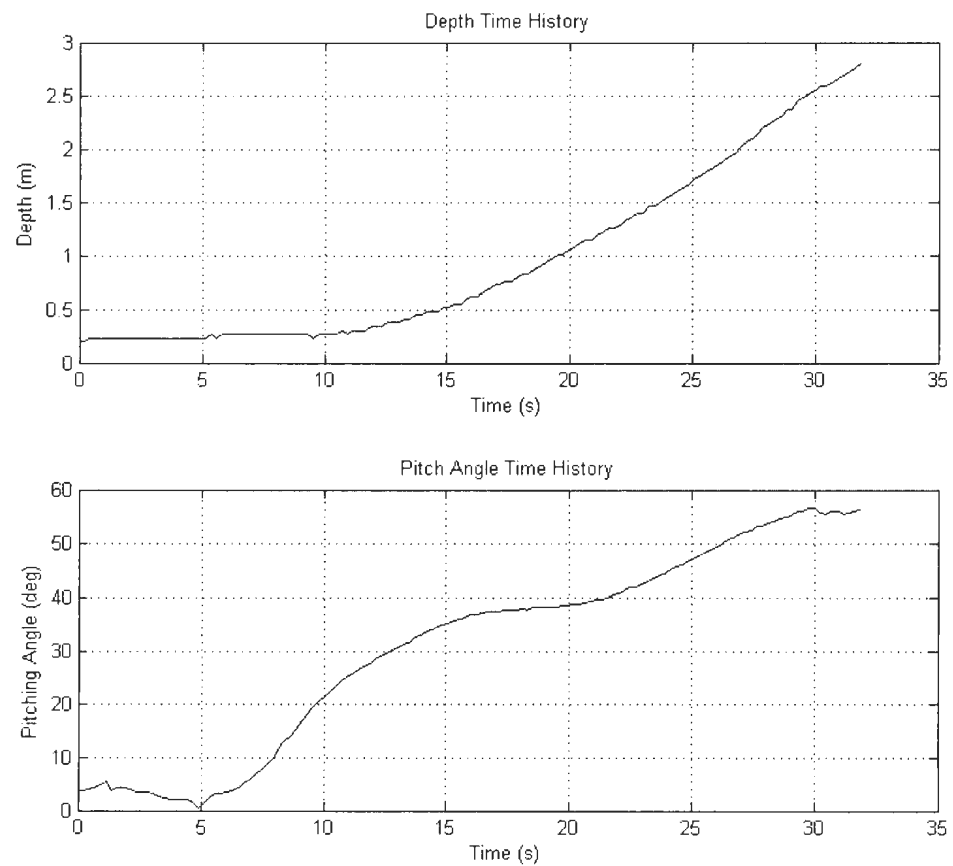 Depth Time History
3
2.5
2
1.5
1
0.5
0
Depth (m)
0 5 10 15 20 25 30 35
Time (s)
Pitch Angle Time History
60
50
40
30
20
10
0
Pitching Angle (deg)
0 5 10 15 20 25 30 35
Time (s)